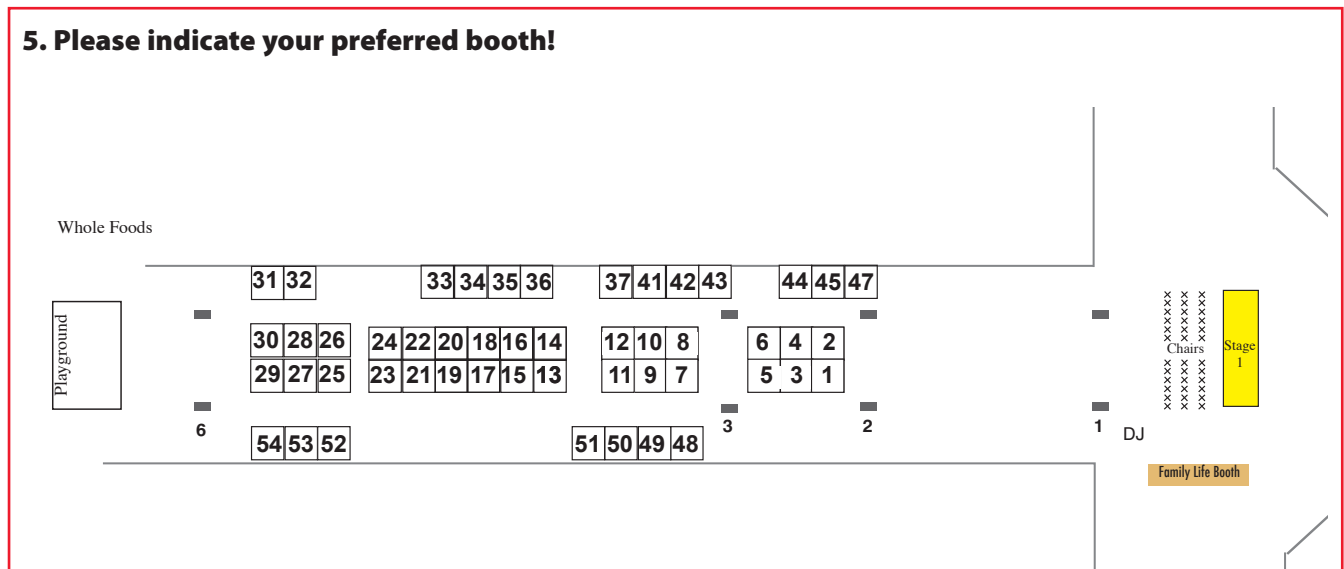 5. Please indicate your preferred booth!
Whole Foods
31 32 33 34 35 36 37 41 42 43 44 45 47
Playground
30 28 26 24 22 20 18 16 14 12 10 8 6 4 2
29 27 25 23 21 19 17 15 13 11 9 7 5 3 1
Chairs
Stage
1
6 3 2 1
DJ
54 53 52 51 50 49 48
Family Life Booth